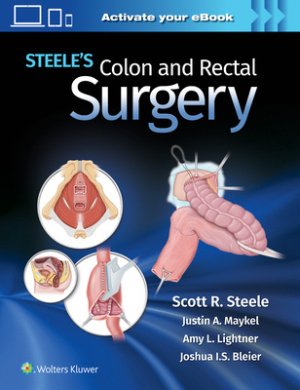 Activate your eBook
STEELE'S
Colon and Rectal
Surgery
Scott R. Steele
Justin A. Maykel
Amy L. Lightner
Joshua I.S. Bleier
Wolters Kluwer